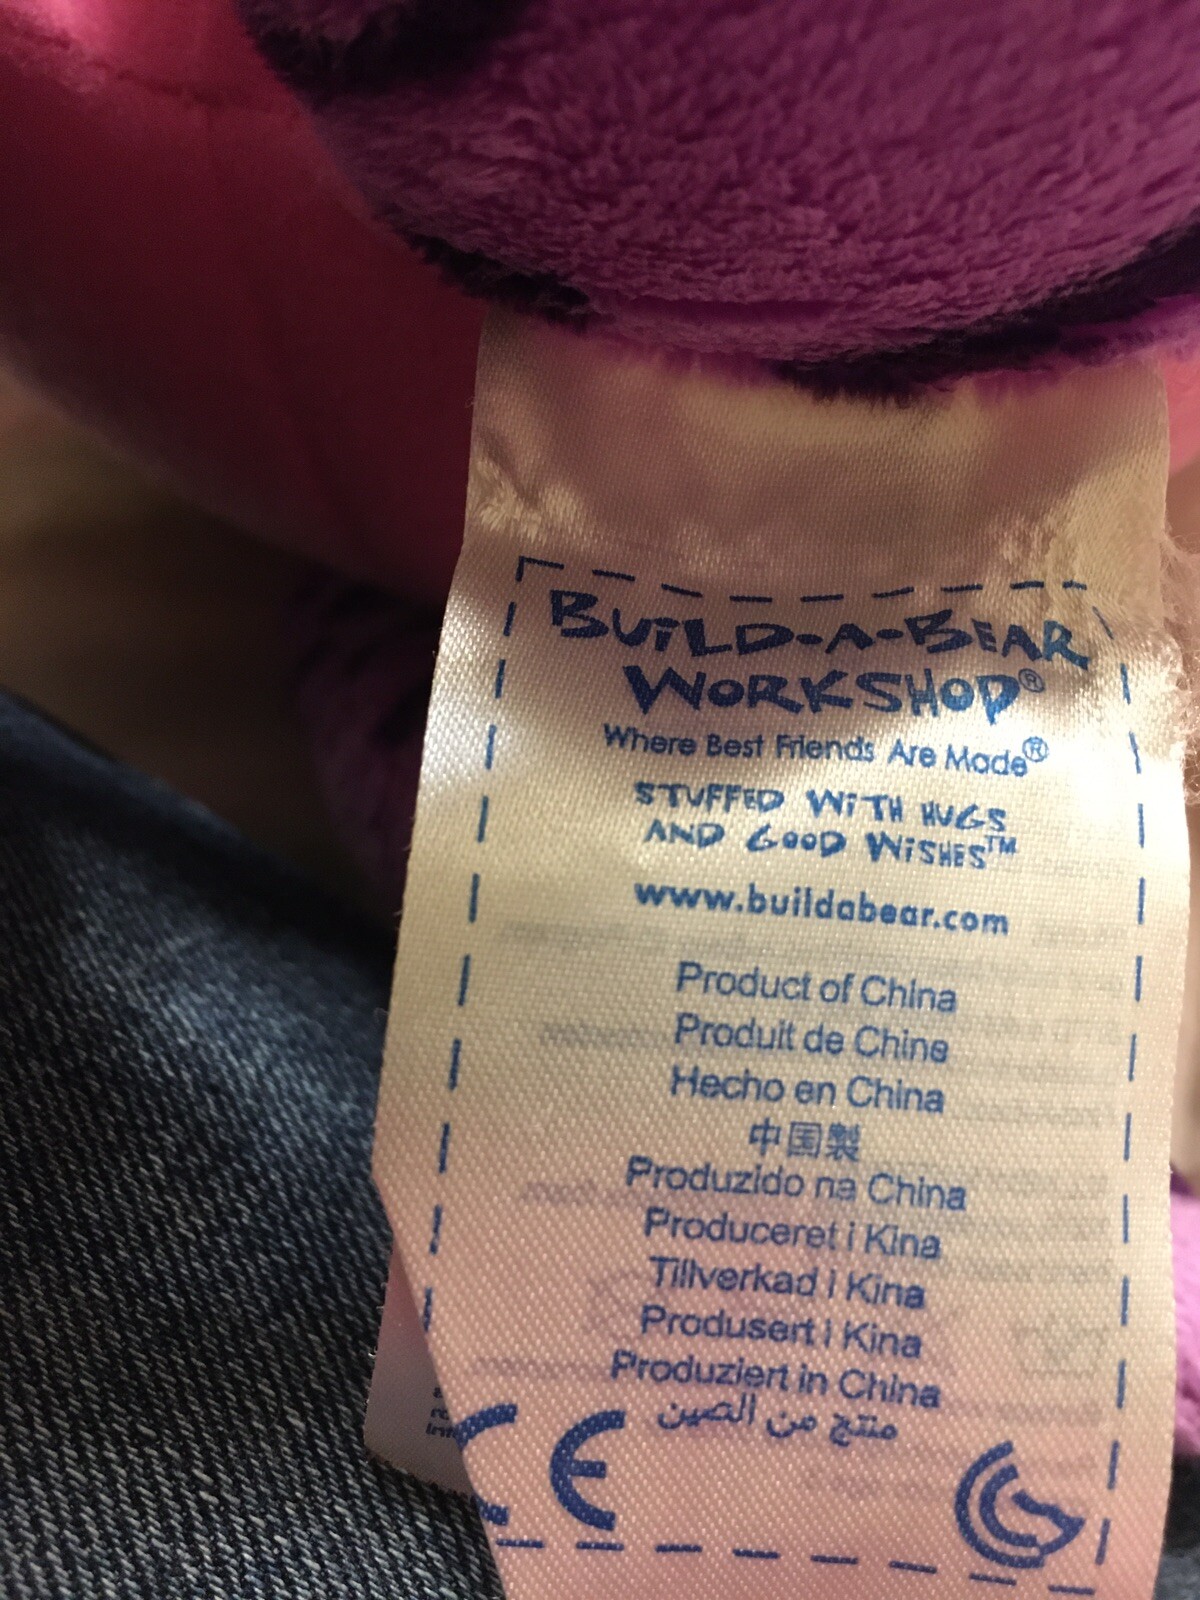 BUILD-A-BEAR
WORKSHOP®
Where Best Friends Are Made®
STUFFED WITH HUGS
AND GOOD WISHES™
www.buildabear.com
Product of China
Produit de Chine
Hecho en China
中国製
Produzido na China
Produceret i Kina
Tillverkad i Kina
Produsert i Kina
Produziert in China
منتج من الصين
CE